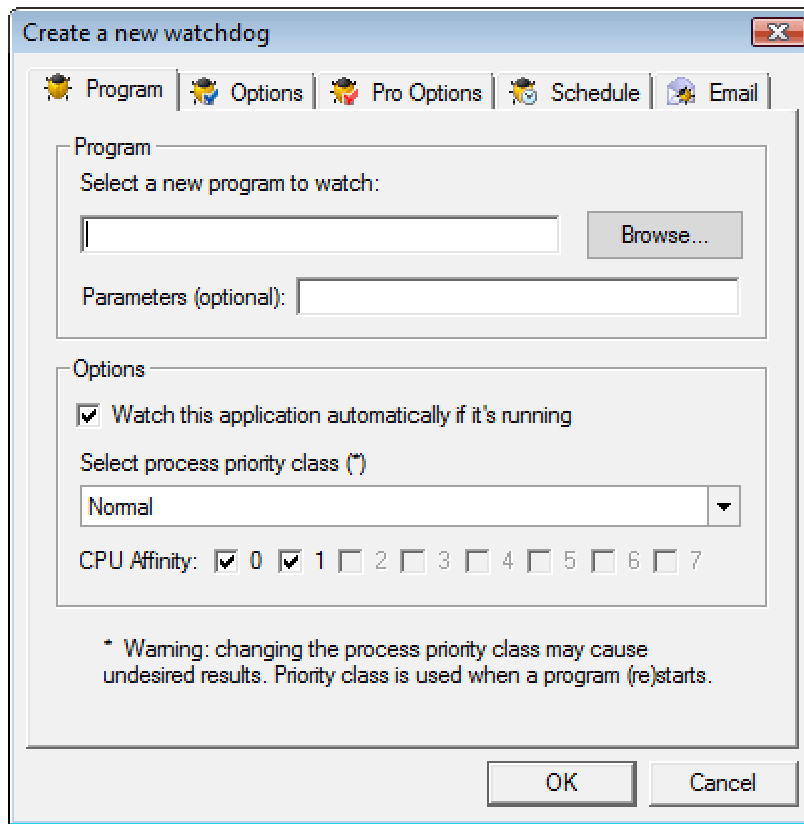 Create a new watchdog
Program Options Pro Options Schedule Email
Program
Select a new program to watch:
Browse...
Parameters (optional):
Options
Watch this application automatically if it's running
Select process priority class (*)
Normal
CPU Affinity: 0 1 2 3 4 5 6 7
* Warning: changing the process priority class may cause
undesired results. Priority class is used when a program (re)starts.
OK Cancel